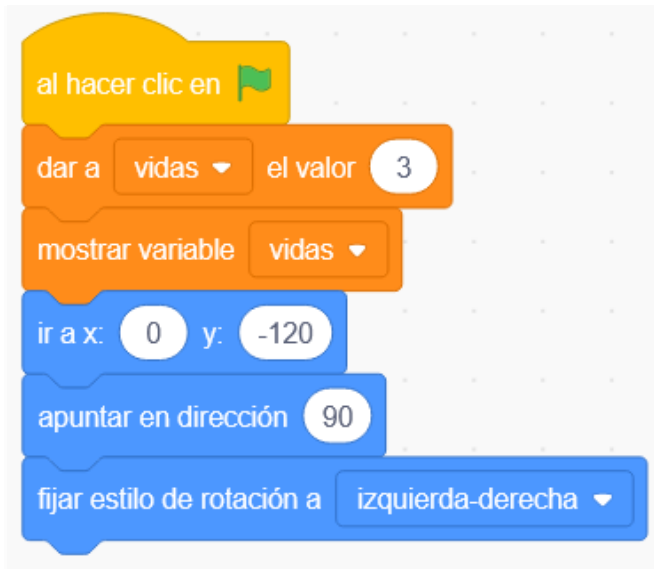 al hacer clic en
dar a vidas el valor 3
mostrar variable vidas
ir a x: 0 y: -120
apuntar en dirección 90
fijar estilo de rotación a izquierda-derecha